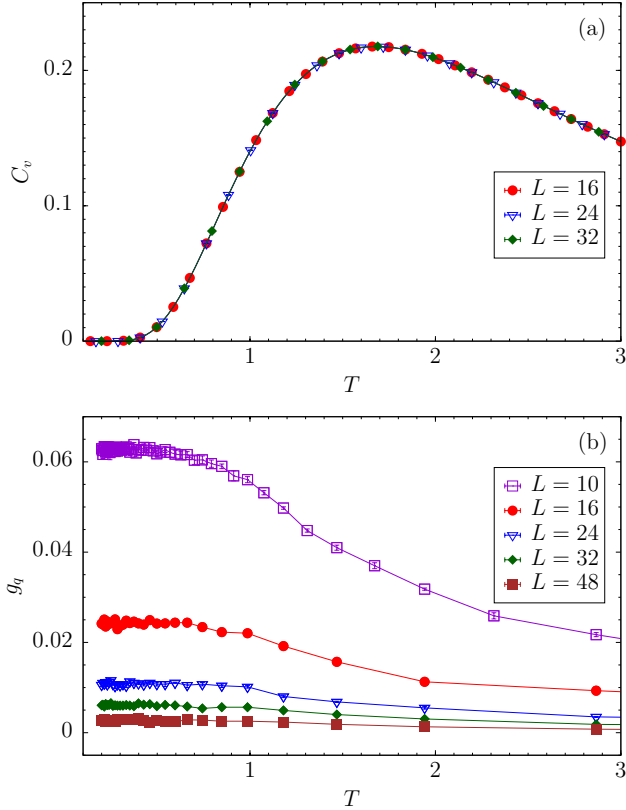 (a)
0.2
0.1
0
C_v
L = 16
L = 24
L = 32
1
2
3
T
(b)
0.06
0.04
0.02
0
g_q
L = 10
L = 16
L = 24
L = 32
L = 48
1
2
3
T